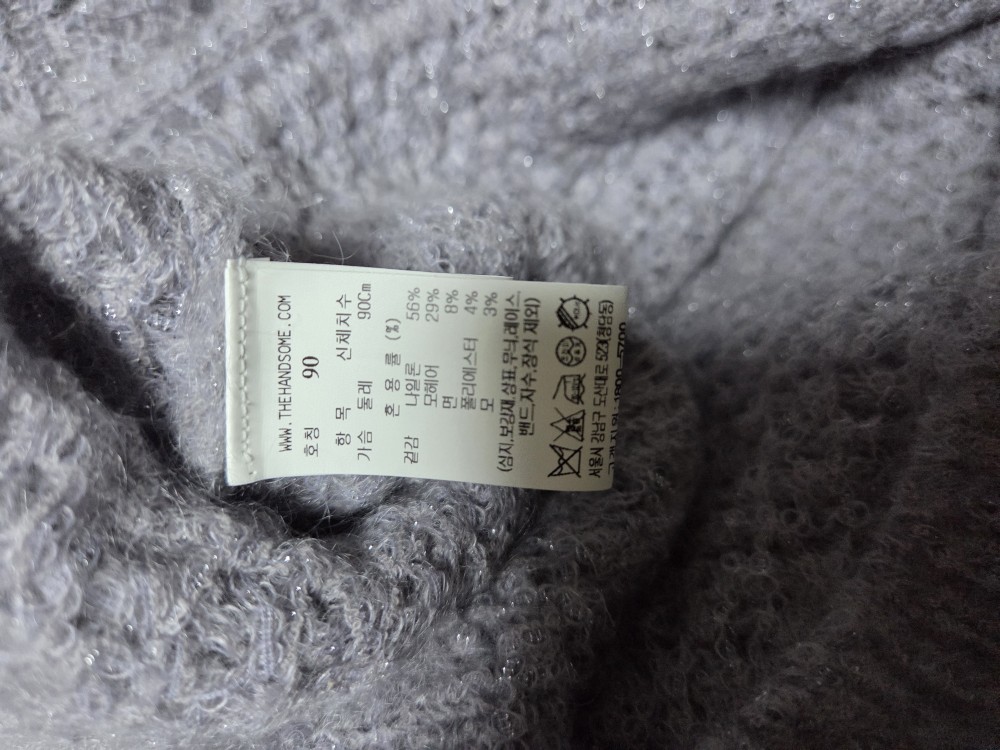 WWW.THEHANDSOME.COM
호칭 90
항 목 신체치수
가슴 둘레 90Cm
혼 용 률 (%)
겉감 나일론 56%
모헤어 29%
면 8%
폴리에스터 4%
모 3%
(심지,보강재,상표,무늬,레이스
밴드,자수,장식 제외)
서울시 강남구 도산대로 523(청담동)